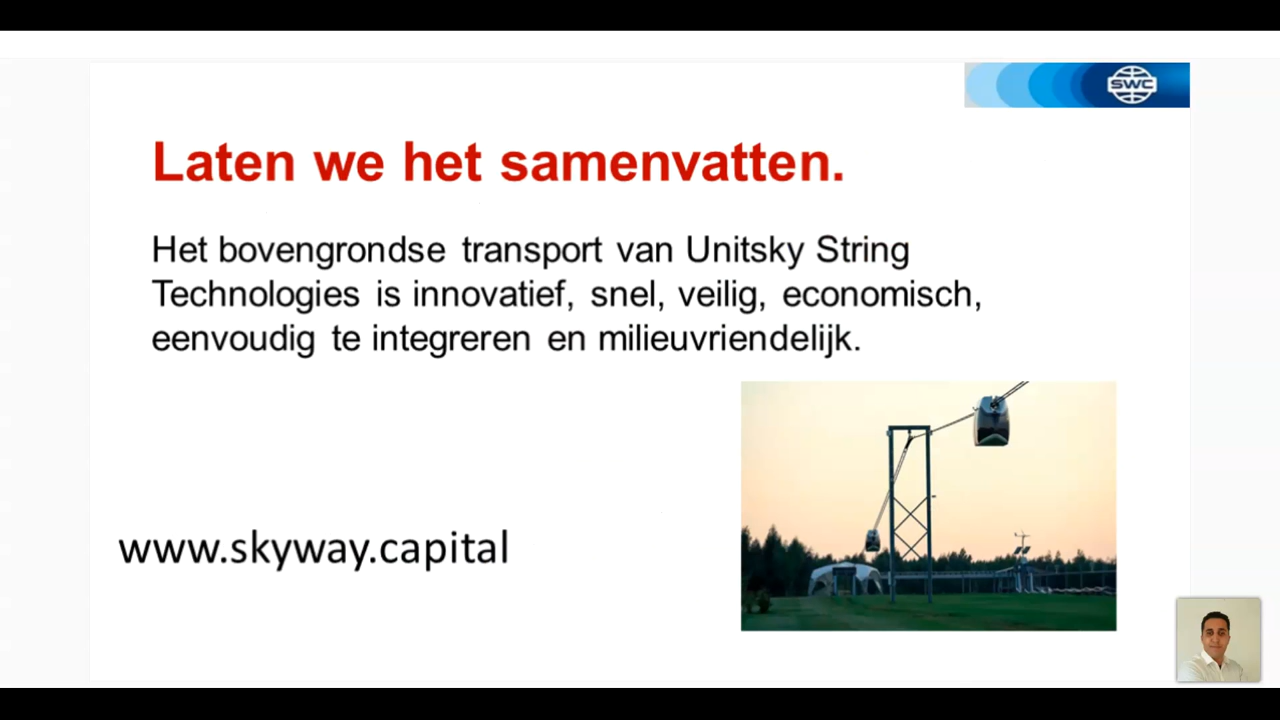 SWC
Laten we het samenvatten.
Het bovengrondse transport van Unitsky String
Technologies is innovatief, snel, veilig, economisch,
eenvoudig te integreren en milieuvriendelijk.
www.skyway.capital